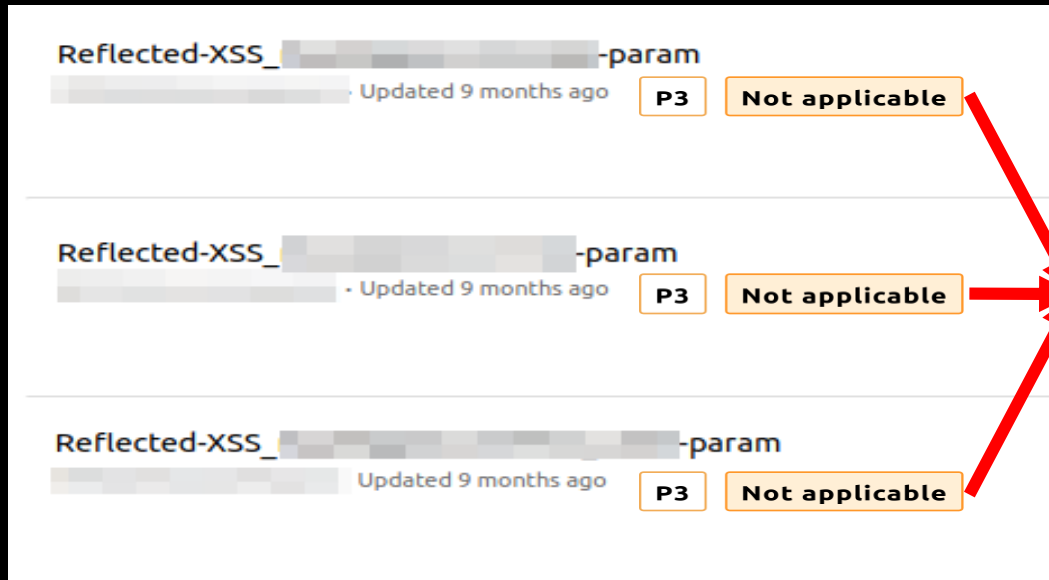 Reflected-XSS_ -param
Updated 9 months ago P3 Not applicable
Reflected-XSS_ -param
· Updated 9 months ago P3 Not applicable
Reflected-XSS_ -param
Updated 9 months ago P3 Not applicable